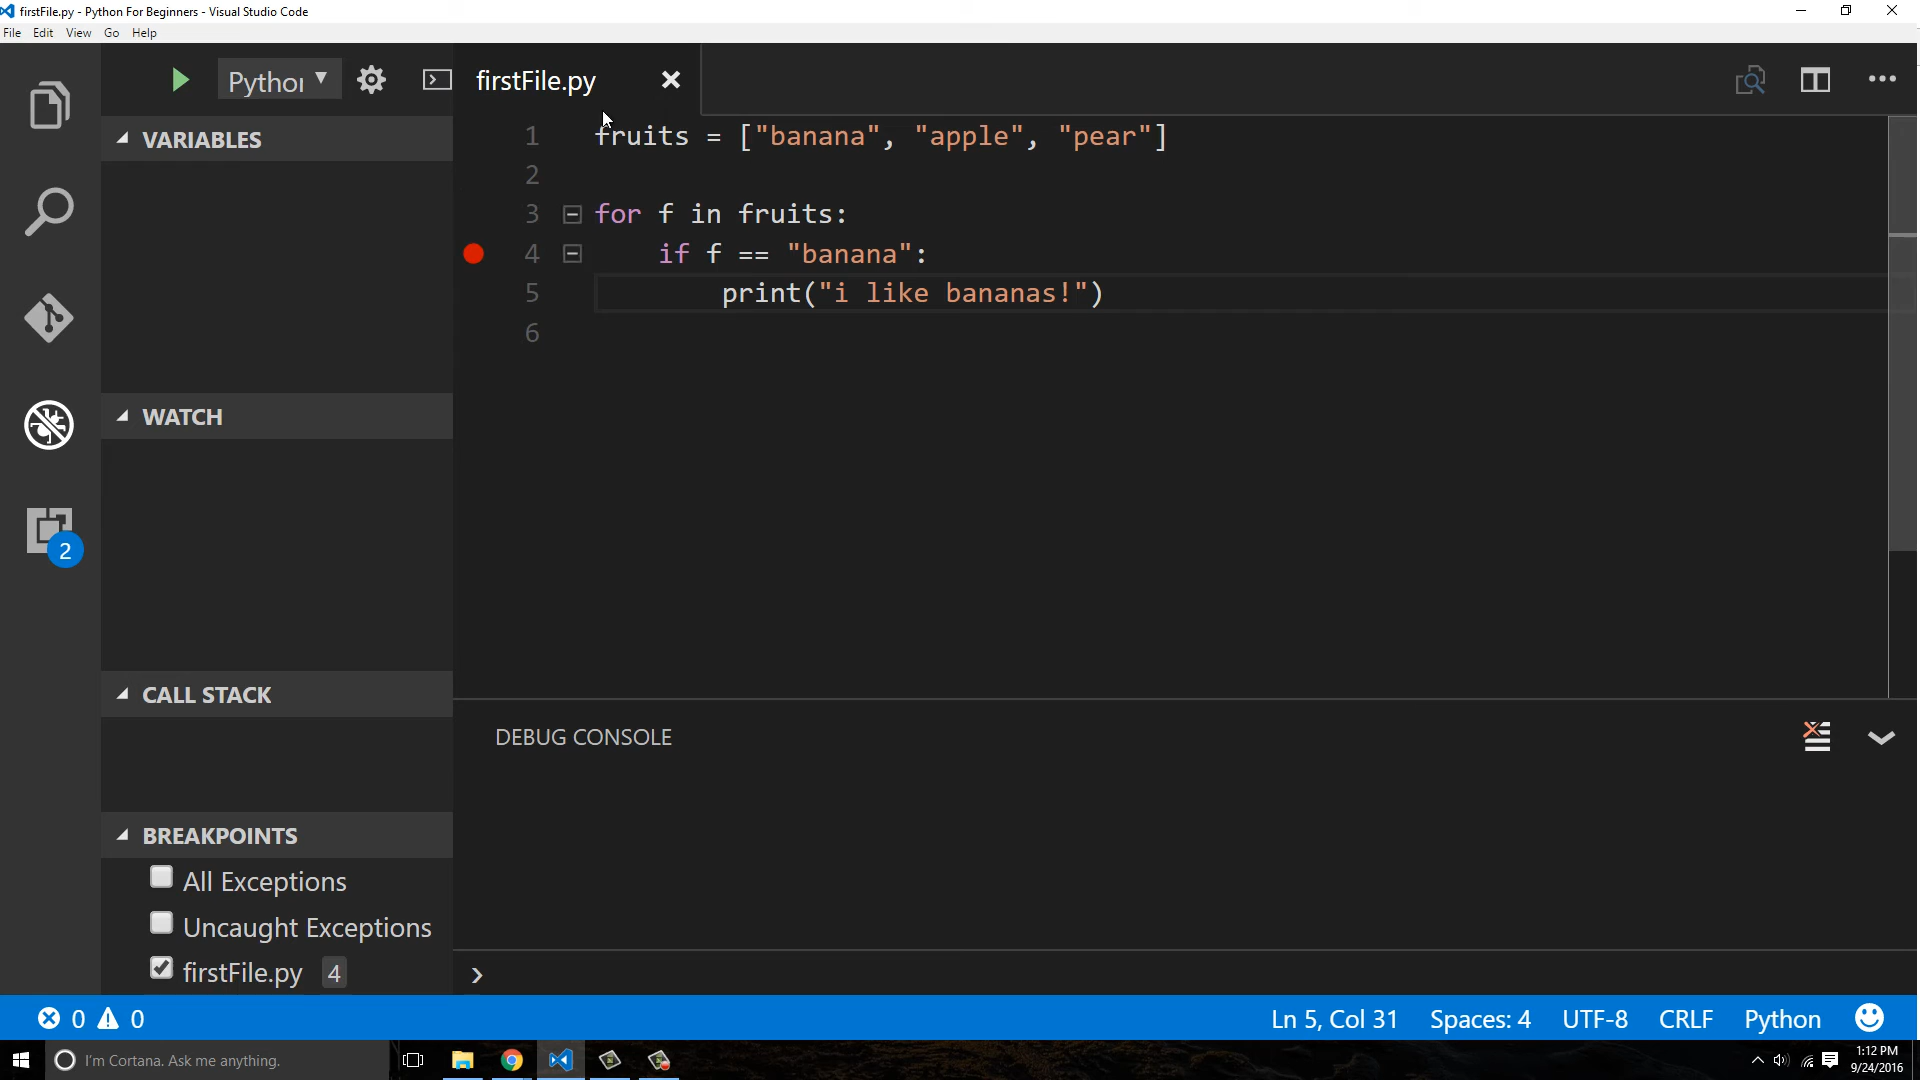 firstFile.py - Python For Beginners - Visual Studio Code
File Edit View Go Help
Python
firstFile.py
VARIABLES
WATCH
CALL STACK
BREAKPOINTS
All Exceptions
Uncaught Exceptions
firstFile.py 4
2
1 fruits = ["banana", "apple", "pear"]
2
3 for f in fruits:
4 if f == "banana":
5 print("i like bananas!")
6
DEBUG CONSOLE
0 0
Ln 5, Col 31 Spaces: 4 UTF-8 CRLF Python
I'm Cortana. Ask me anything.
1:12 PM
9/24/2016